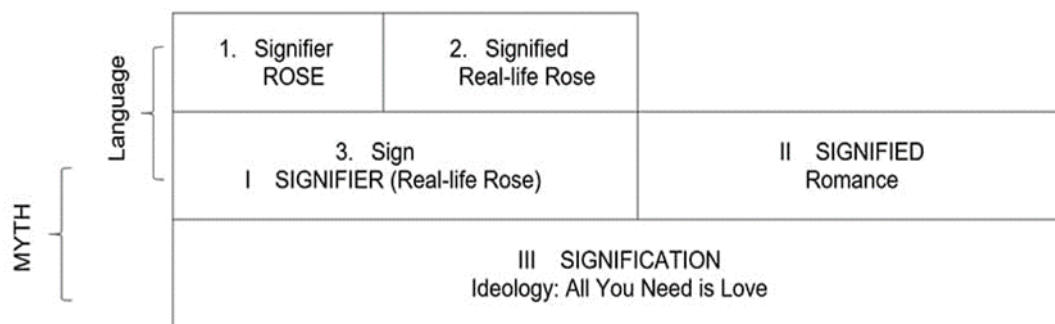 Language
MYTH
1. Signifier
ROSE
2. Signified
Real-life Rose
3. Sign
I SIGNIFIER (Real-life Rose)
II SIGNIFIED
Romance
III SIGNIFICATION
Ideology: All You Need is Love